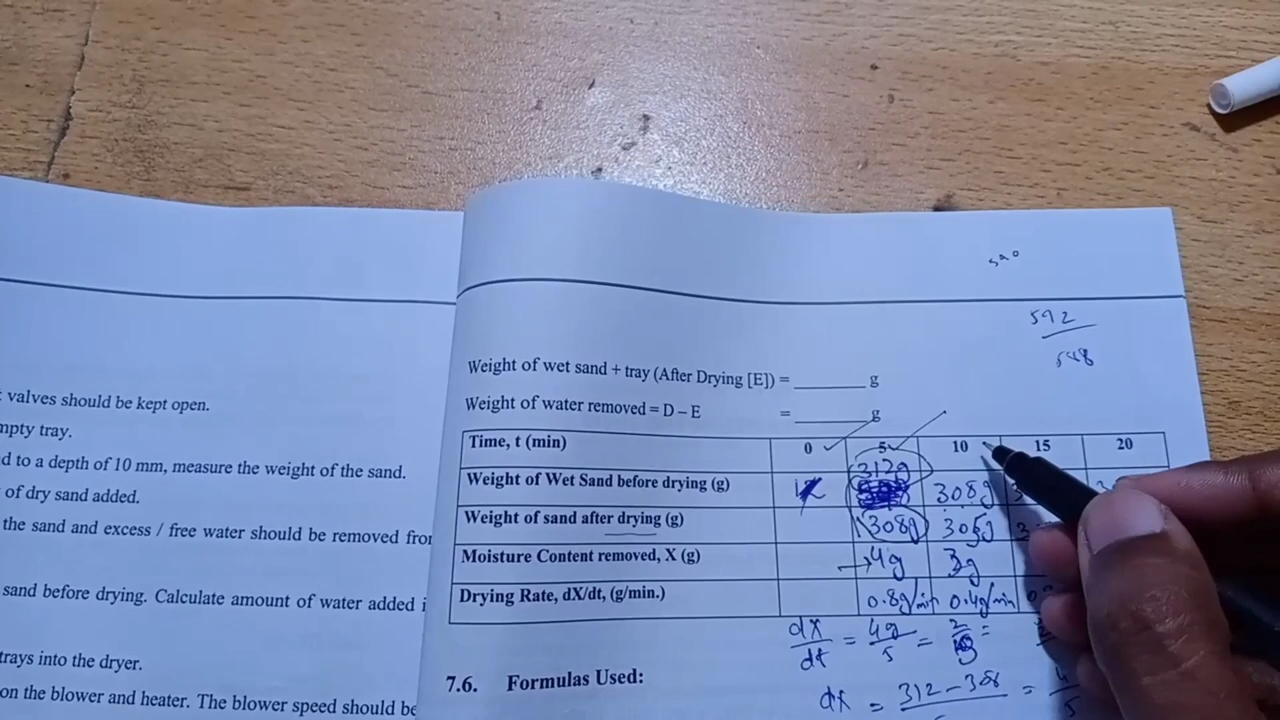 valves should be kept open.
mpty tray.
d to a depth of 10 mm, measure the weight of the sand.
of dry sand added.
the sand and excess / free water should be removed from
sand before drying. Calculate amount of water added i
trays into the dryer.
on the blower and heater. The blower speed should be
590
592
548
Weight of wet sand + tray (After Drying [E]) = ________ g
Weight of water removed = D – E = ________ g
Time, t (min) 0 5 10 15 20
312g
Weight of Wet Sand before drying (g) 308g
Weight of sand after drying (g) 308g 305g
Moisture Content removed, X (g) 4g 3g
Drying Rate, dX/dt, (g/min.) 0.8g/min 0.4g/min
dX/dt = 4g/5 =
7.6. Formulas Used:
dX = 312-308 =